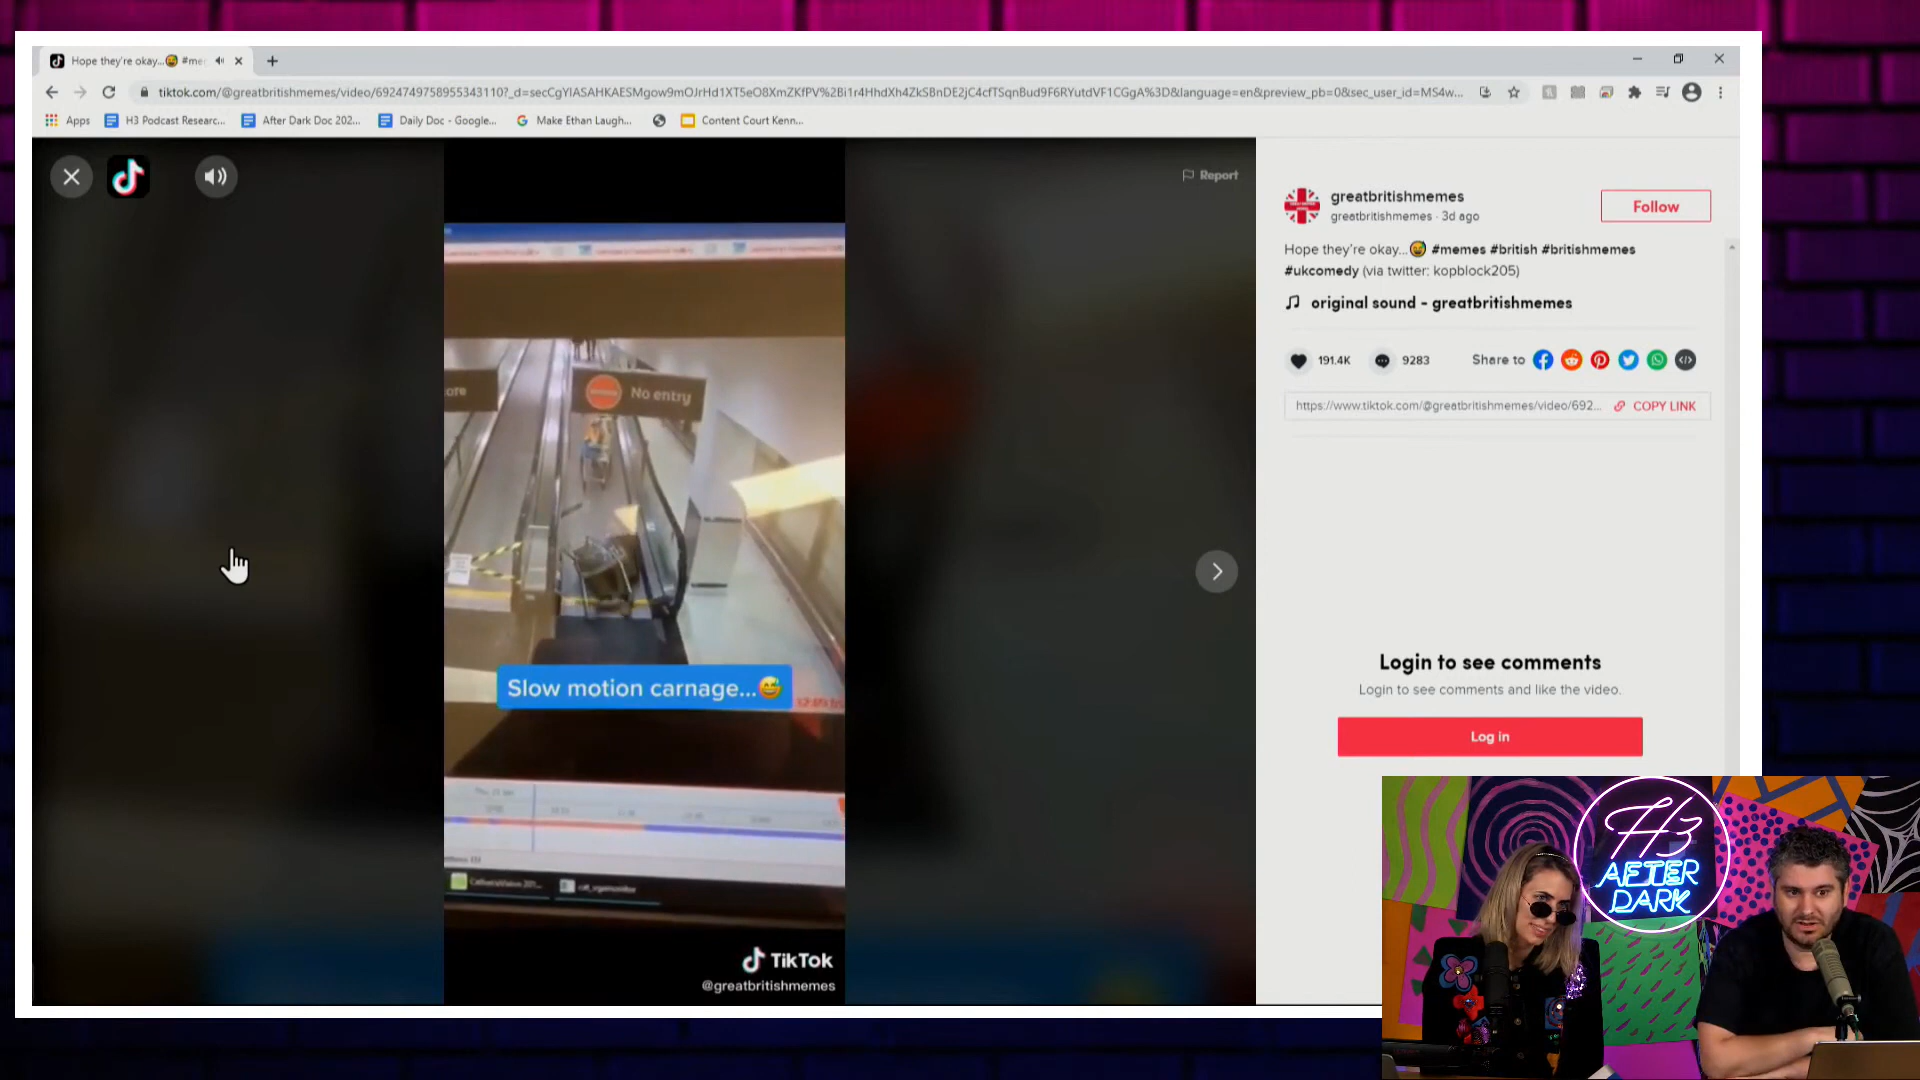 Hope they're okay...😅 #me
tiktok.com/@greatbritishmemes/video/6924749758955343110?_d=secCgYIASAHKAESMgow9mOJrHd1XT5eO8XmZKfPV%2Bi1r4HhdXh4ZkSBnDE2jC4cfTSqnBud9F6RYutdVF1CGgA%3D&language=en&preview_pb=0&sec_user_id=MS4w...
Apps
H3 Podcast Researc...
After Dark Doc 202...
Daily Doc - Google...
Make Ethan Laugh...
Content Court Kenn...
Report
No entry
Slow motion carnage...😅
TikTok
@greatbritishmemes
greatbritishmemes
greatbritishmemes · 3d ago
Follow
Hope they're okay...😅 #memes #british #britishmemes
#ukcomedy (via twitter: kopblock205)
original sound - greatbritishmemes
191.4K
9283
Share to
https://www.tiktok.com/@greatbritishmemes/video/692...
COPY LINK
Login to see comments
Login to see comments and like the video.
Log in
H3
AFTER
DARK